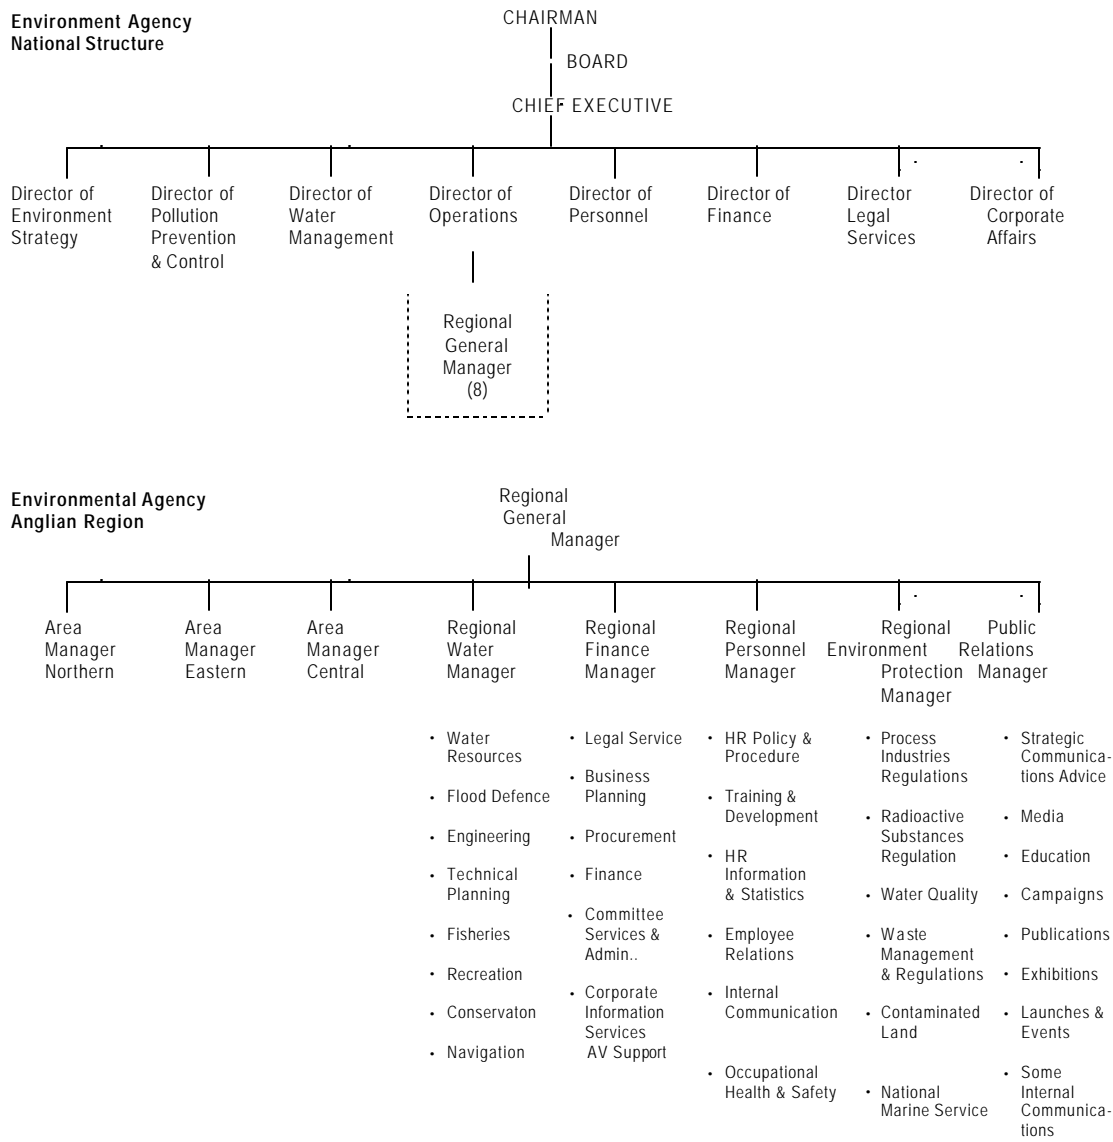 Environment Agency
National Structure
CHAIRMAN
BOARD
CHIEF EXECUTIVE
Director of
Environment
Strategy
Director of
Pollution
Prevention
& Control
Director of
Water
Management
Director of
Operations
Director of
Personnel
Director of
Finance
Director
Legal
Services
Director of
Corporate
Affairs
Regional
General
Manager
(8)
Environmental Agency
Anglian Region
Regional
General
Manager
Area
Manager
Northern
Area
Manager
Eastern
Area
Manager
Central
Regional
Water
Manager
• Water
Resources
• Flood Defence
• Engineering
• Technical
Planning
• Fisheries
• Recreation
• Conservaton
• Navigation
Regional
Finance
Manager
• Legal Service
• Business
Planning
• Procurement
• Finance
• Committee
Services &
Admin..
• Corporate
Information
Services
AV Support
Regional
Personnel
Manager
• HR Policy &
Procedure
• Training &
Development
• HR
Information
& Statistics
• Employee
Relations
• Internal
Communication
• Occupational
Health & Safety
Regional
Environment
Protection
Manager
• Process
Industries
Regulations
• Radioactive
Substances
Regulation
• Water Quality
• Waste
Management
& Regulations
• Contaminated
Land
• National
Marine Service
Public
Relations
Manager
• Strategic
Communica-
tions Advice
• Media
• Education
• Campaigns
• Publications
• Exhibitions
• Launches &
Events
• Some
Internal
Communica-
tions